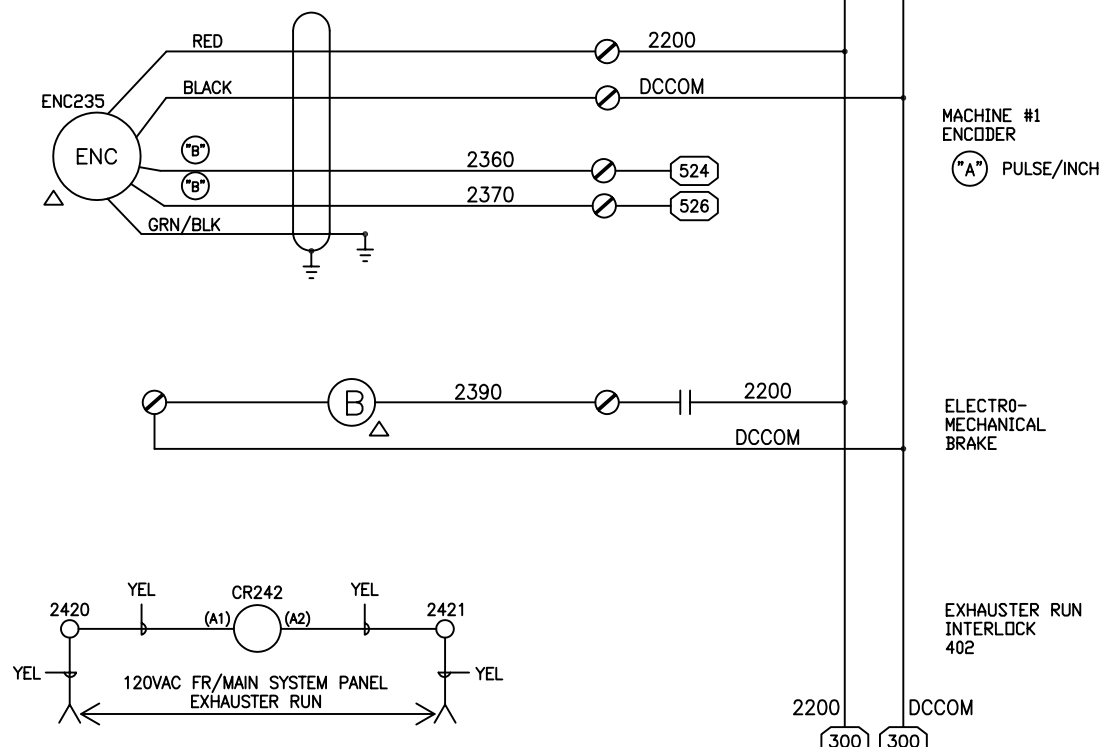 RED
2200
BLACK
DCCOM
ENC235
MACHINE #1
ENCODER
ENC
"B"
2360
524
"A" PULSE/INCH
"B"
2370
526
GRN/BLK
B
2390
2200
ELECTRO-
MECHANICAL
BRAKE
DCCOM
YEL
CR242
YEL
2420
(A1)
(A2)
2421
EXHAUSTER RUN
INTERLOCK
402
YEL
YEL
120VAC FR/MAIN SYSTEM PANEL
EXHAUSTER RUN
2200
DCCOM
300
300